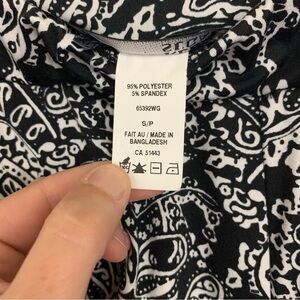 95% POLYESTER
5% SPANDEX
65392WG
S/P
FAIT AU / MADE IN
BANGLADESH
CA 51443